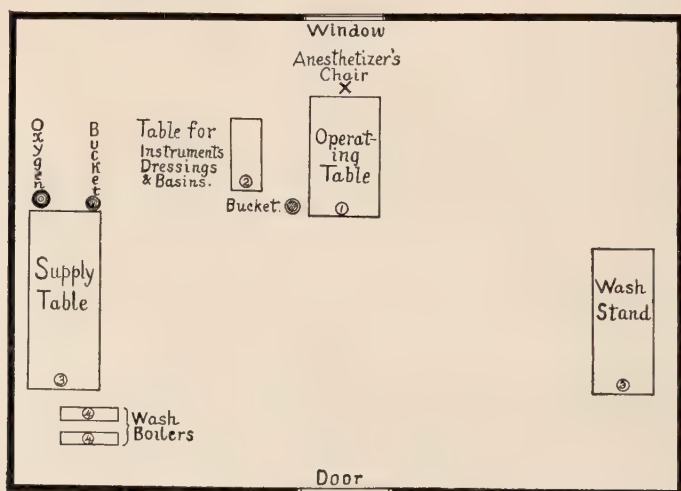 Window
Anesthetizer's
Chair
Operat-
ing
Table
①
Table for
Instruments
Dressings
& Basins.
②
Bucket.
Oxygen
Bucket
Supply
Table
③
④
④
Wash
Boilers
Wash
Stand
⑤
Door